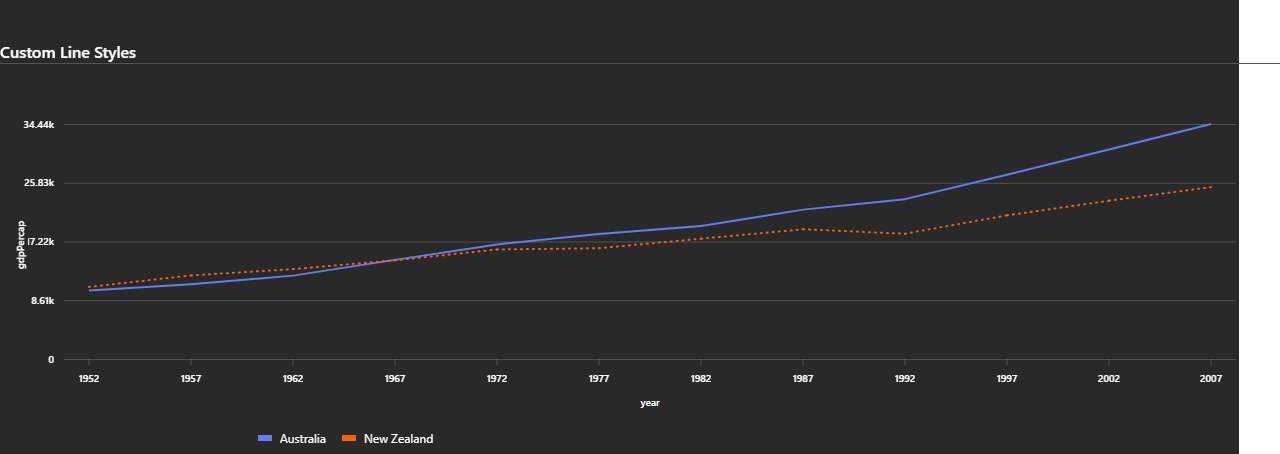 Custom Line Styles
34.44k
25.83k
17.22k
8.61k
0
gdpPercap
1952 1957 1962 1967 1972 1977 1982 1987 1992 1997 2002 2007
year
Australia New Zealand